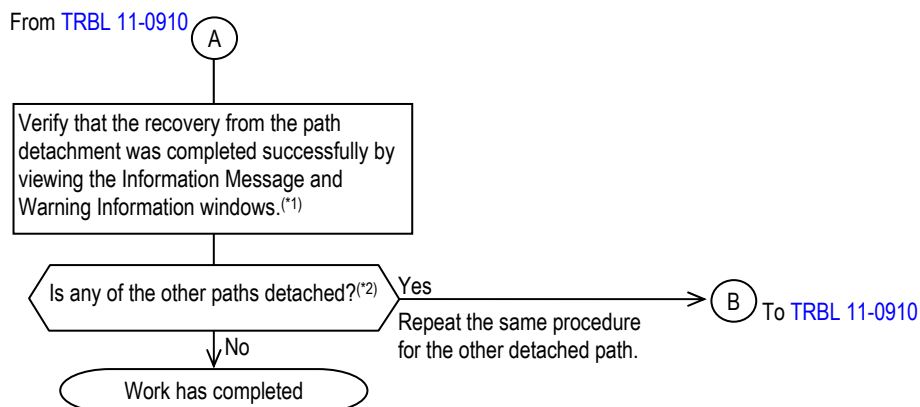 From TRBL 11-0910
A
Verify that the recovery from the path
detachment was completed successfully by
viewing the Information Message and
Warning Information windows.(*1)
Is any of the other paths detached?(*2)
Yes
Repeat the same procedure
for the other detached path.
B
To TRBL 11-0910
No
Work has completed